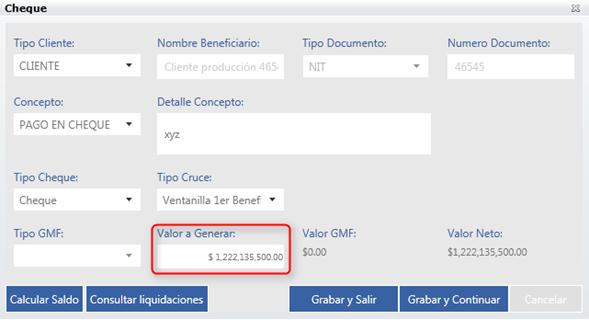 Cheque
Tipo Cliente: Nombre Beneficiario: Tipo Documento: Numero Documento:
CLIENTE Cliente producción 465 NIT 46545
Concepto: Detalle Concepto:
PAGO EN CHEQUE xyz
Tipo Cheque: Tipo Cruce:
Cheque Ventanilla 1er Benef
Tipo GMF: Valor a Generar: Valor GMF: Valor Neto:
$ 1,222,135,500.00 $0.00 $1,222,135,500.00
Calcular Saldo Consultar liquidaciones Grabar y Salir Grabar y Continuar Cancelar